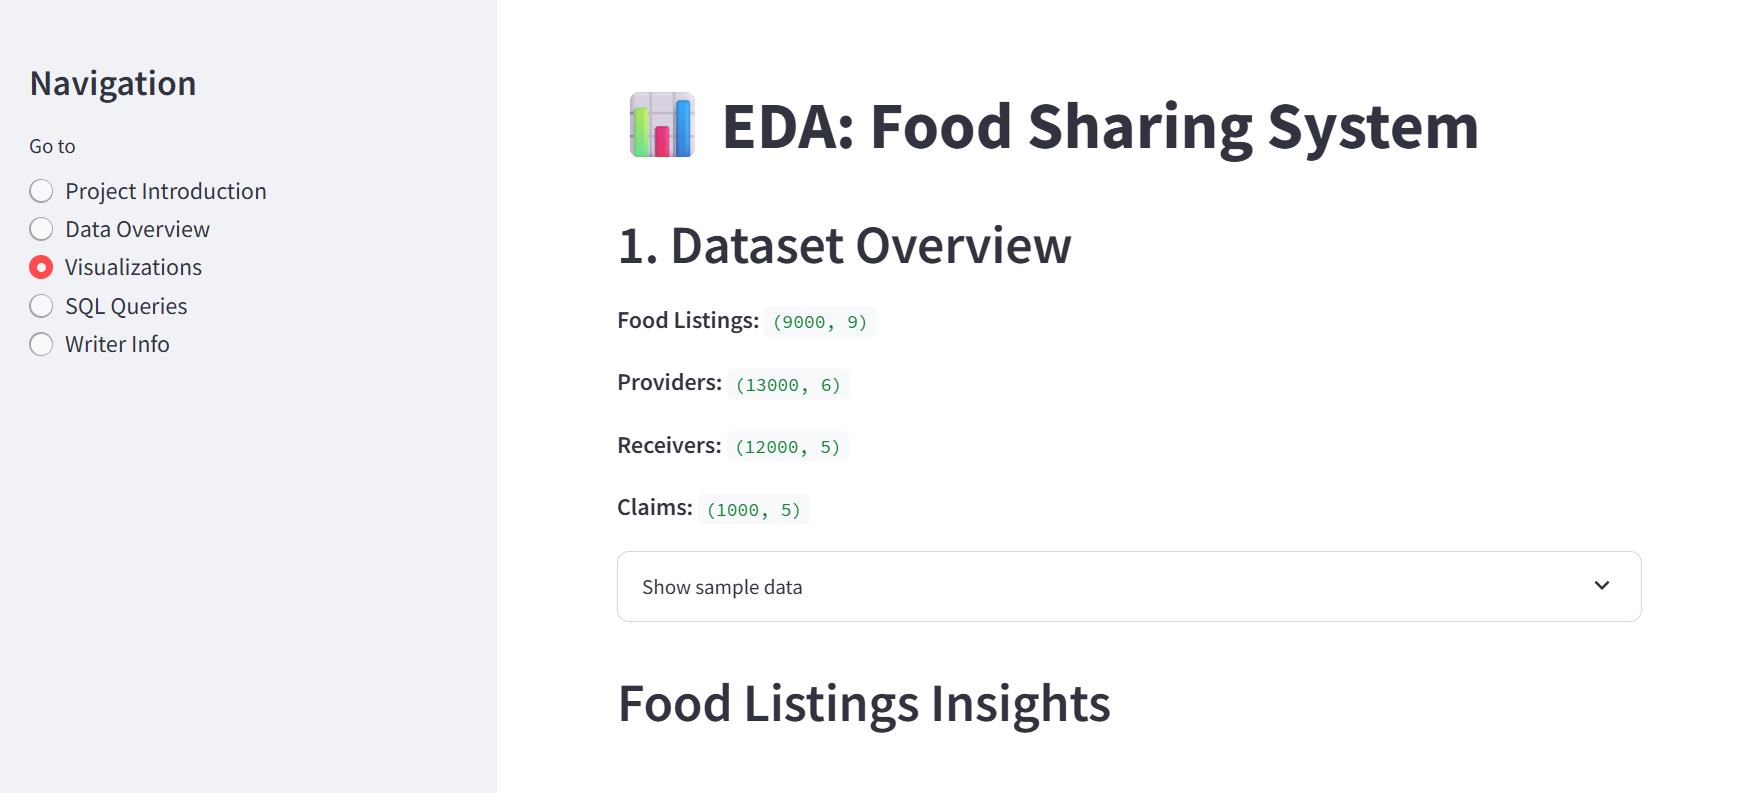 Navigation
Go to
Project Introduction
Data Overview
Visualizations
SQL Queries
Writer Info
EDA: Food Sharing System
1. Dataset Overview
Food Listings: (9000, 9)
Providers: (13000, 6)
Receivers: (12000, 5)
Claims: (1000, 5)
Show sample data
Food Listings Insights